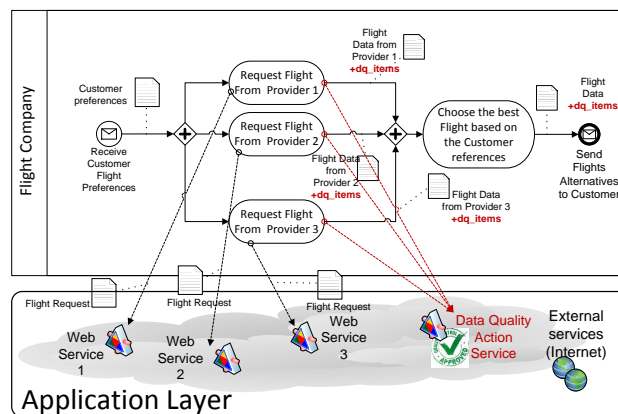 Flight Company
Customer
preferences
Receive
Customer
Flight
Preferences
Request Flight
From Provider 1
Request Flight
From Provider 2
Request Flight
From Provider 3
Flight
Data from
Provider 1
+dq_items
Flight Data
from
Provider 2
+dq_items
Flight Data
from Provider 3
+dq_items
Choose the best
Flight based on
the Customer
references
Flight
Data
+dq_items
Send
Flights
Alternatives
to Customer
Flight Request
Flight Request
Flight Request
Web
Service
1
Web
Service
2
Web
Service
3
Data Quality
Action
Service
APPROVED
External
services
(Internet)
Application Layer